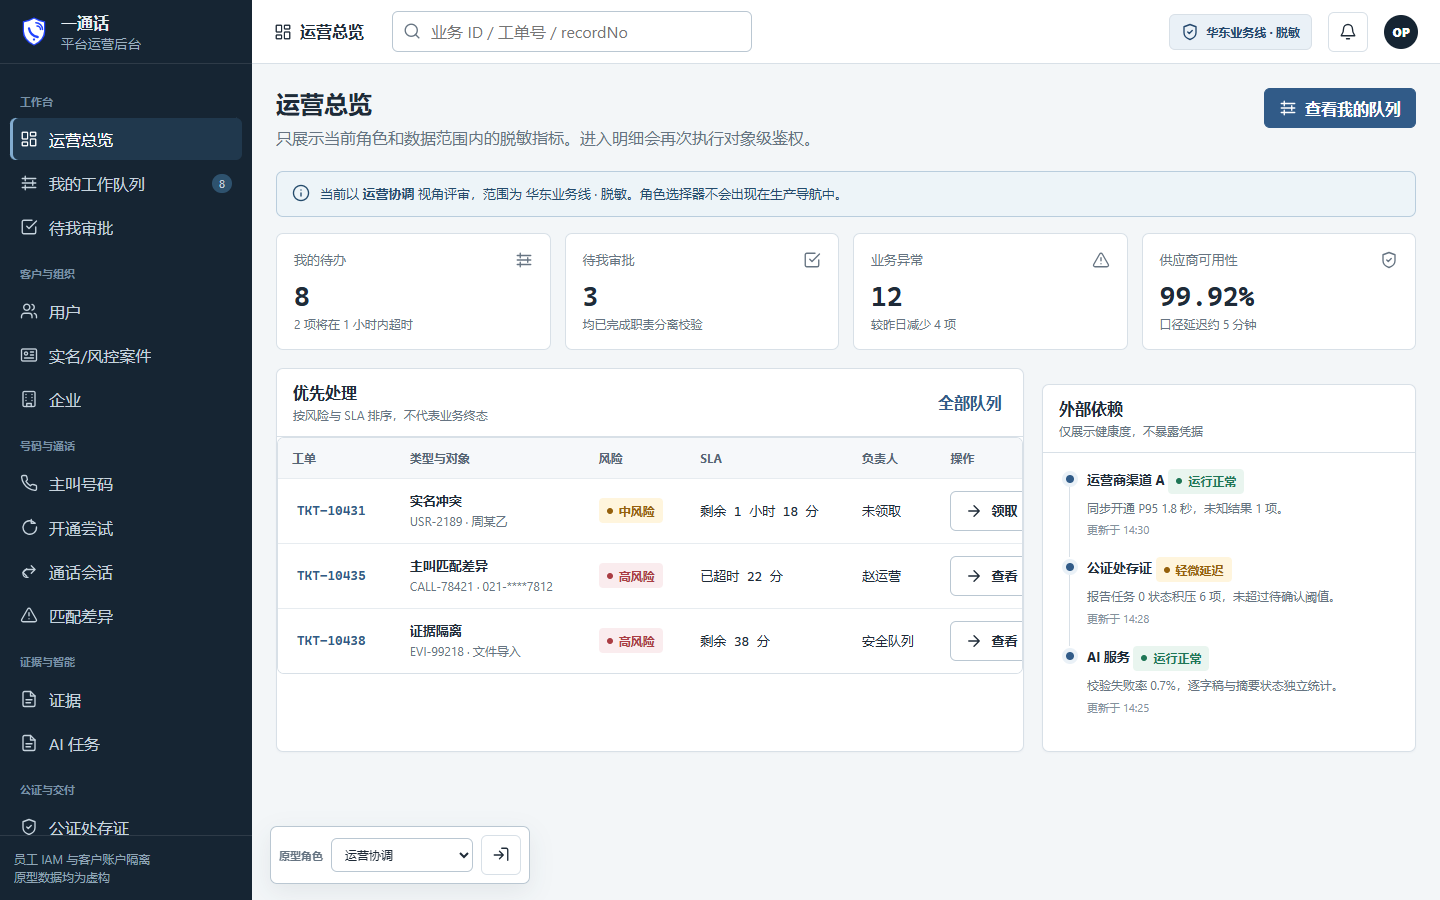 一通话
平台运营后台
工作台
运营总览
我的工作队列 8
待我审批
客户与组织
用户
实名/风控案件
企业
号码与通话
主叫号码
开通尝试
通话会话
匹配差异
证据与智能
证据
AI 任务
公证与交付
公证处存证
员工 IAM 与客户账户隔离
原型数据均为虚构
运营总览
业务 ID / 工单号 / recordNo
华东业务线 · 脱敏
OP
运营总览
只展示当前角色和数据范围内的脱敏指标。进入明细会再次执行对象级鉴权。
查看我的队列
当前以 运营协调 视角评审，范围为 华东业务线 · 脱敏。角色选择器不会出现在生产导航中。
我的待办
8
2 项将在 1 小时内超时
待我审批
3
均已完成职责分离校验
业务异常
12
较昨日减少 4 项
供应商可用性
99.92%
口径延迟约 5 分钟
优先处理
按风险与 SLA 排序，不代表业务终态
全部队列
工单 类型与对象 风险 SLA 负责人 操作
TKT-10431 实名冲突 中风险 剩余 1 小时 18 分 未领取 领取
USR-2189 · 周某乙
TKT-10435 主叫匹配差异 高风险 已超时 22 分 赵运营 查看
CALL-78421 · 021-****7812
TKT-10438 证据隔离 高风险 剩余 38 分 安全队列 查看
EVI-99218 · 文件导入
外部依赖
仅展示健康度，不暴露凭据
运营商渠道 A 运行正常
同步开通 P95 1.8 秒，未知结果 1 项。
更新于 14:30
公证处存证 轻微延迟
报告任务 0 状态积压 6 项，未超过待确认阈值。
更新于 14:28
AI 服务 运行正常
校验失败率 0.7%，逐字稿与摘要状态独立统计。
更新于 14:25
原型角色 运营协调